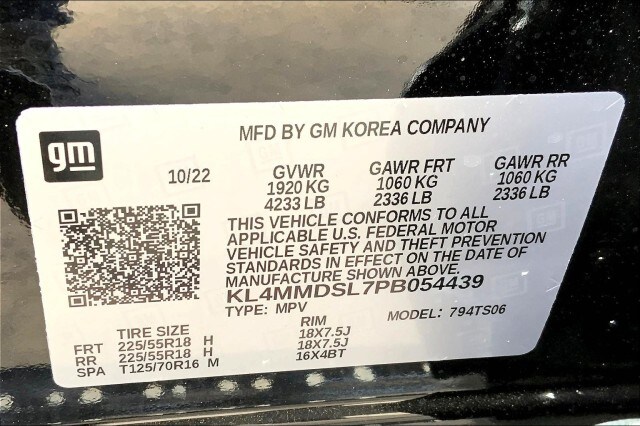 gm
MFD BY GM KOREA COMPANY
10/22 GVWR GAWR FRT GAWR RR
1920 KG 1060 KG 1060 KG
4233 LB 2336 LB 2336 LB
THIS VEHICLE CONFORMS TO ALL
APPLICABLE U.S. FEDERAL MOTOR
VEHICLE SAFETY AND THEFT PREVENTION
STANDARDS IN EFFECT ON THE DATE OF
MANUFACTURE SHOWN ABOVE.
KL4MMDSL7PB054439
TYPE: MPV MODEL: 794TS06
TIRE SIZE RIM
FRT 225/55R18 H 18X7.5J
RR 225/55R18 H 18X7.5J
SPA T125/70R16 M 16X4BT